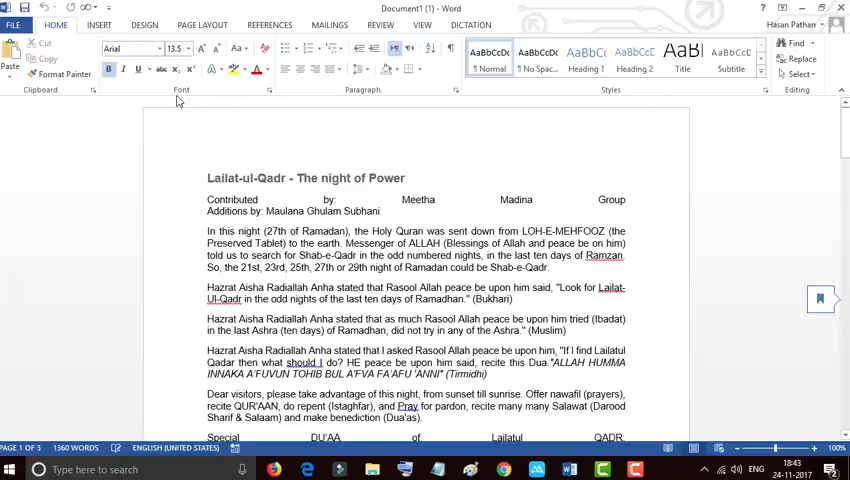 Document1 (1) - Word
FILE HOME INSERT DESIGN PAGE LAYOUT REFERENCES MAILINGS REVIEW VIEW DICTATION Hasan Pathan
Paste Cut Copy Format Painter
Arial 13.5
AaBbCcDc AaBbCcDc AaBbCc AaBbCcD AaBI AaBbCcD
¶ Normal ¶ No Spac... Heading 1 Heading 2 Title Subtitle
Find Replace Select
Clipboard Font Paragraph Styles Editing
Lailat-ul-Qadr - The night of Power
Contributed by: Meetha Madina Group
Additions by: Maulana Ghulam Subhani
In this night (27th of Ramadan), the Holy Quran was sent down from LOH-E-MEHFOOZ (the
Preserved Tablet) to the earth. Messenger of ALLAH (Blessings of Allah and peace be on him)
told us to search for Shab-e-Qadr in the odd numbered nights, in the last ten days of Ramzan.
So, the 21st, 23rd, 25th, 27th or 29th night of Ramadan could be Shab-e-Qadr.
Hazrat Aisha Radiallah Anha stated that Rasool Allah peace be upon him said, "Look for Lailat-
Ul-Qadr in the odd nights of the last ten days of Ramadhan." (Bukhari)
Hazrat Aisha Radiallah Anha stated that as much Rasool Allah peace be upon him tried (Ibadat)
in the last Ashra (ten days) of Ramadhan, did not try in any of the Ashra." (Muslim)
Hazrat Aisha Radiallah Anha stated that I asked Rasool Allah peace be upon him, "If I find Lailatul
Qadar then what should I do? HE peace be upon him said, recite this Dua."ALLAH HUMMA
INNAKA A'FUVUN TOHIB BUL A'FVA FA'AFU 'ANNI" (Tirmidhi)
Dear visitors, please take advantage of this night, from sunset till sunrise. Offer nawafil (prayers),
recite QUR'AAN, do repent (Istaghfar), and Pray for pardon, recite many many Salawat (Darood
Sharif & Salaam) and make benediction (Dua'as).
Special DU'AA of Lailatul QADR:
PAGE 1 OF 3 1360 WORDS ENGLISH (UNITED STATES) 100%
Type here to search
ENG 18:43
24-11-2017